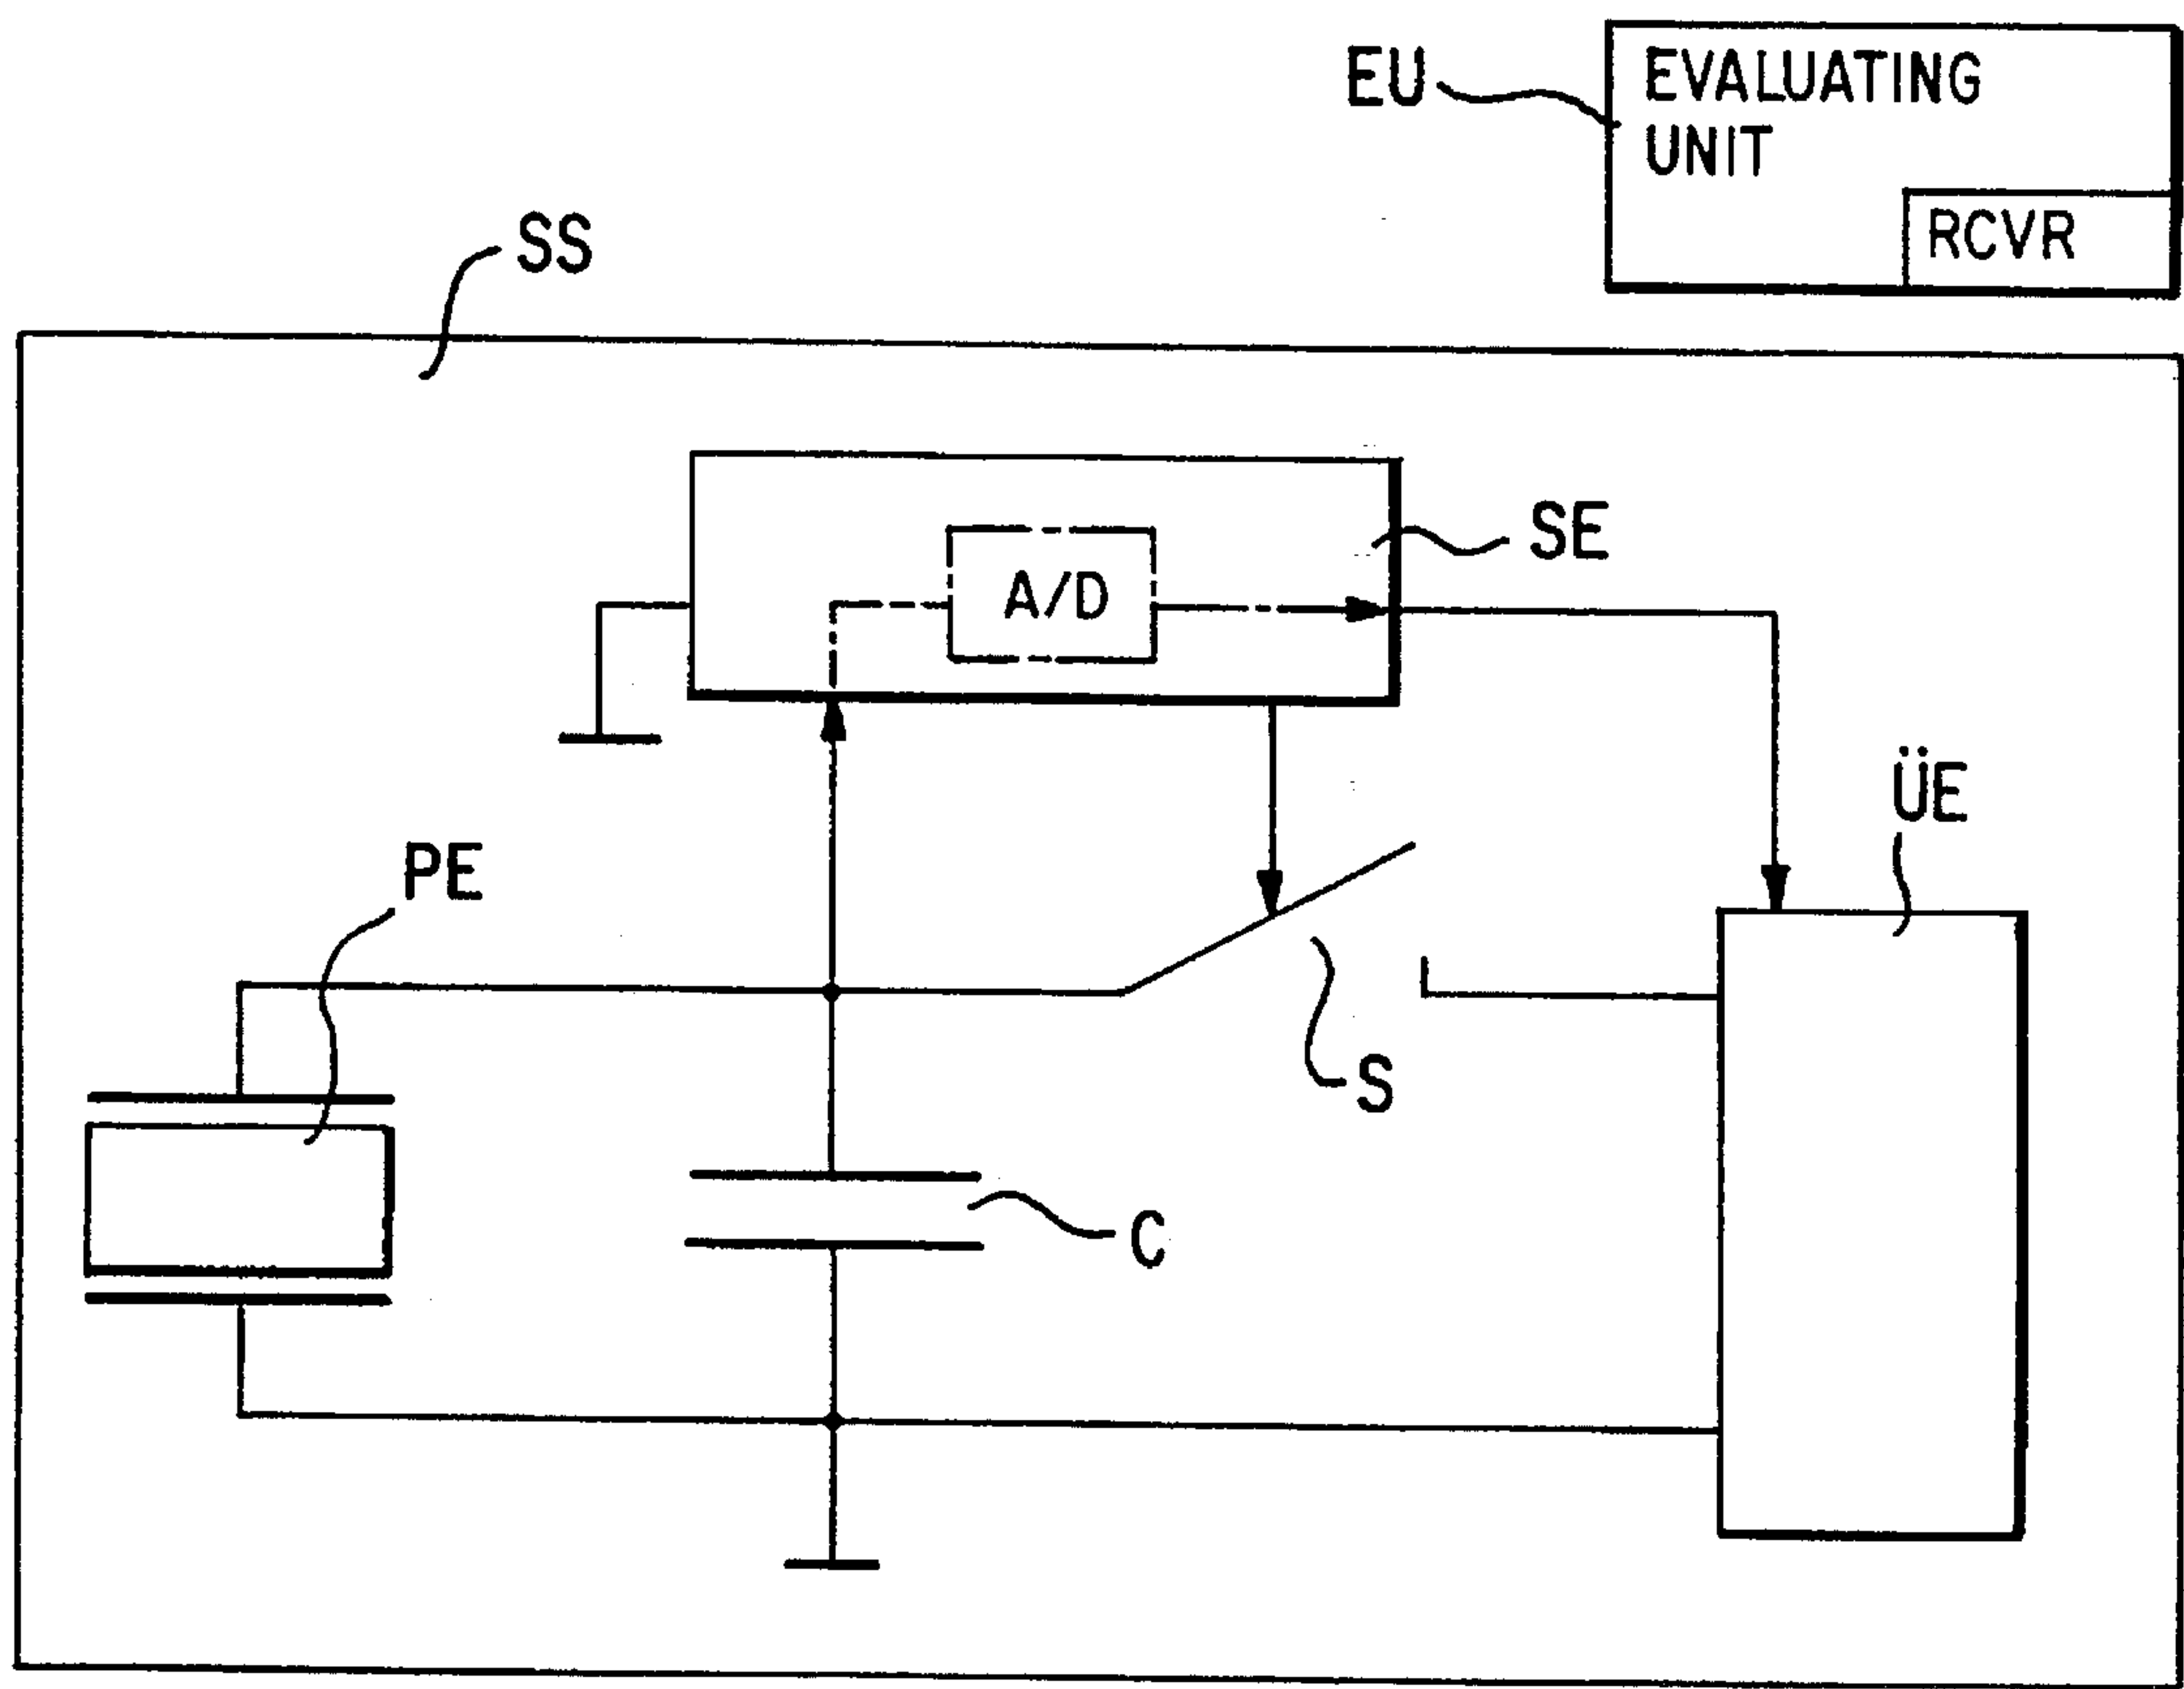 EU
EVALUATING
UNIT
RCVR
SS
SE
A/D
ÜE
PE
S
C